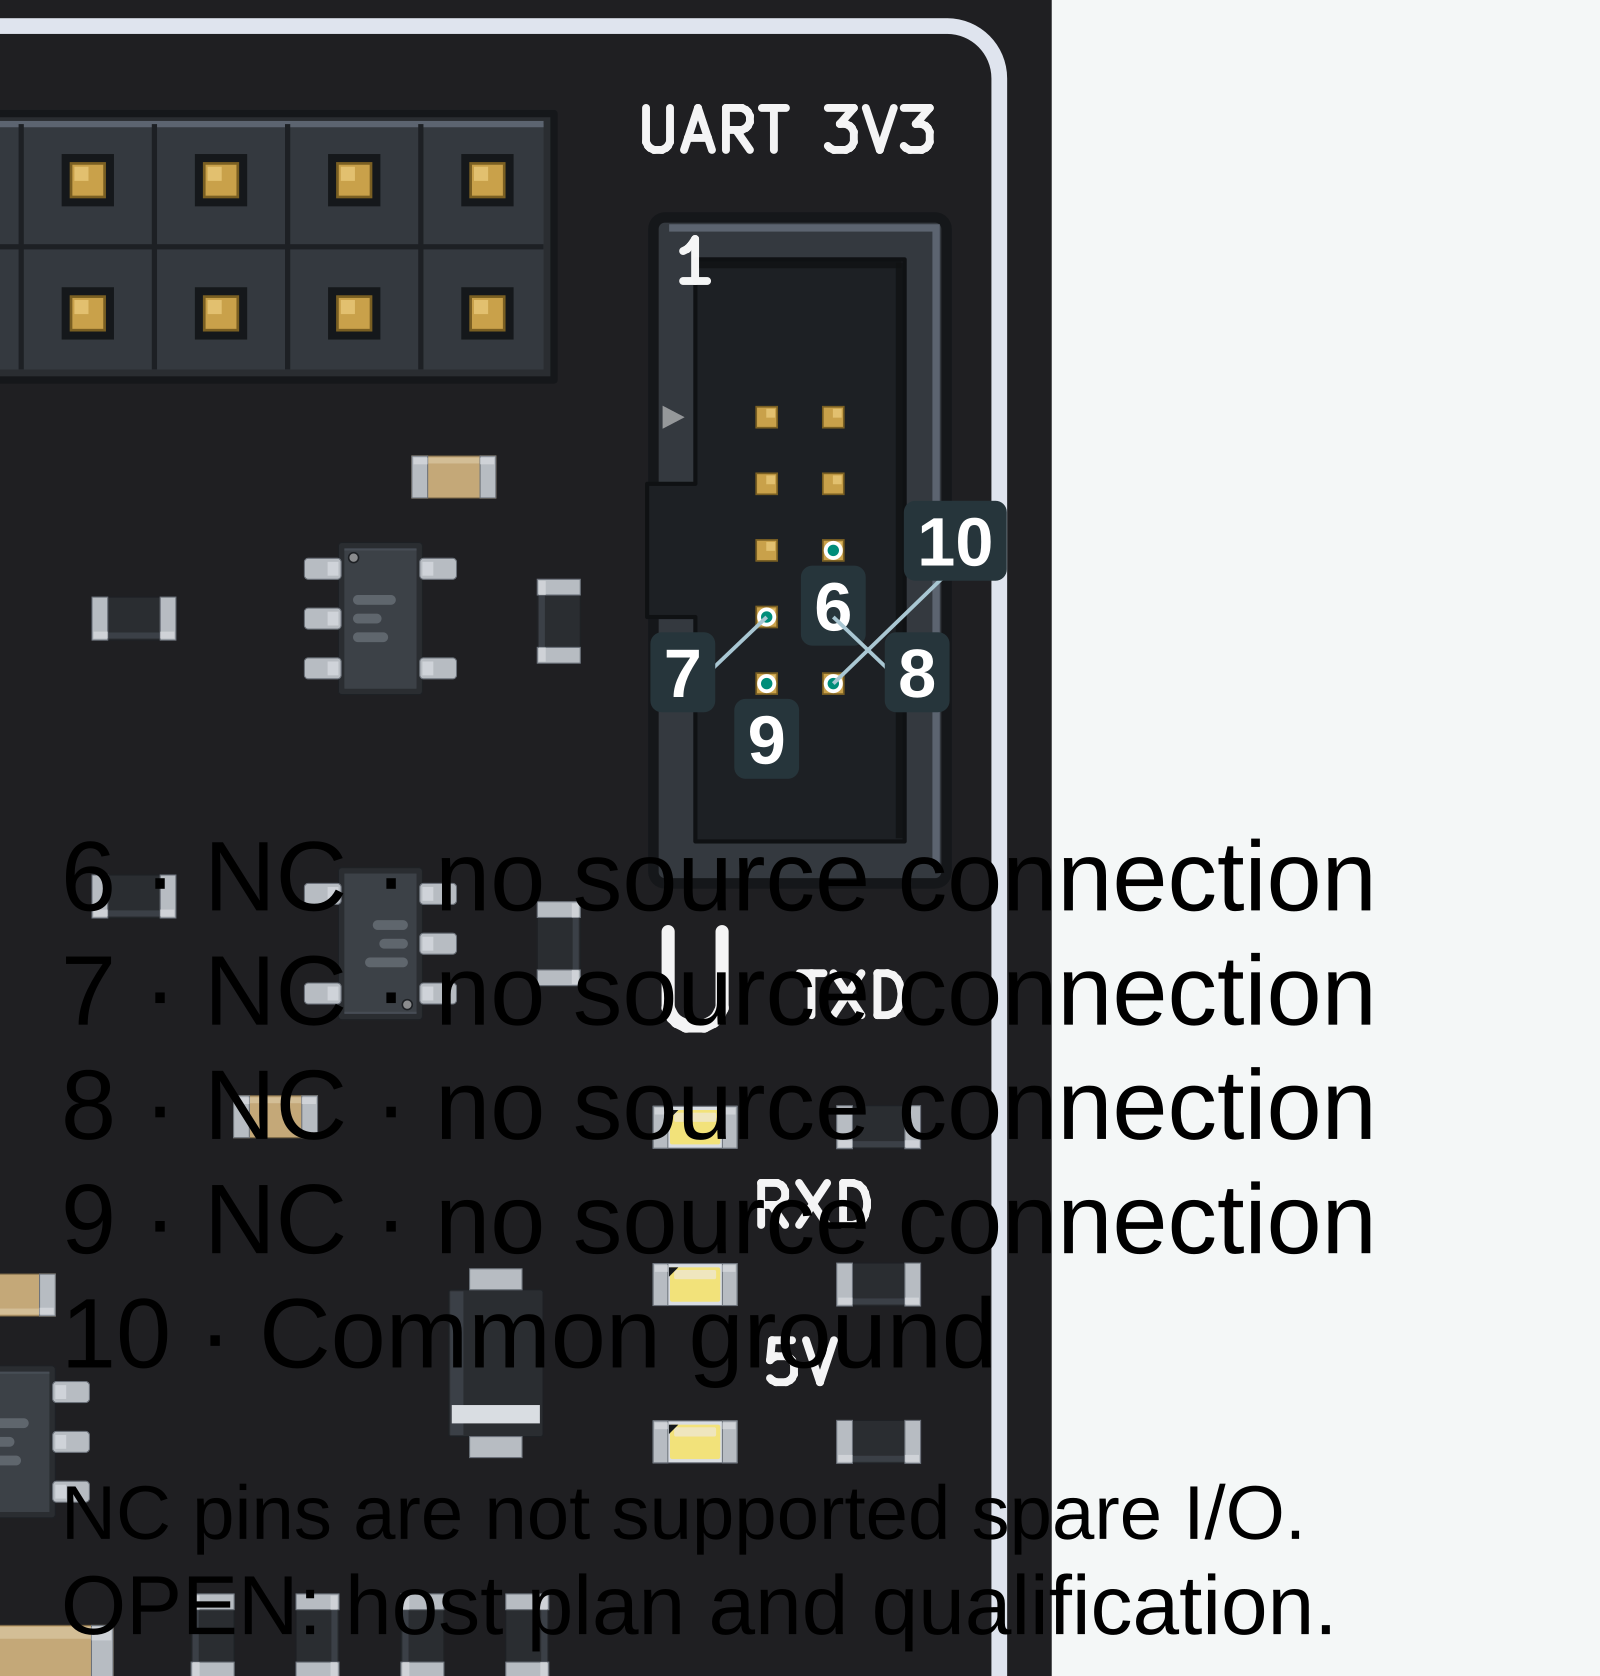 UART 3V3
1
10
6
7
8
9
6 · NC · no source connection
7 · NC · no source connection
U TXD
8 · NC · no source connection
RXD
9 · NC · no source connection
10 · Common ground
5V
NC pins are not supported spare I/O.
OPEN: host plan and qualification.